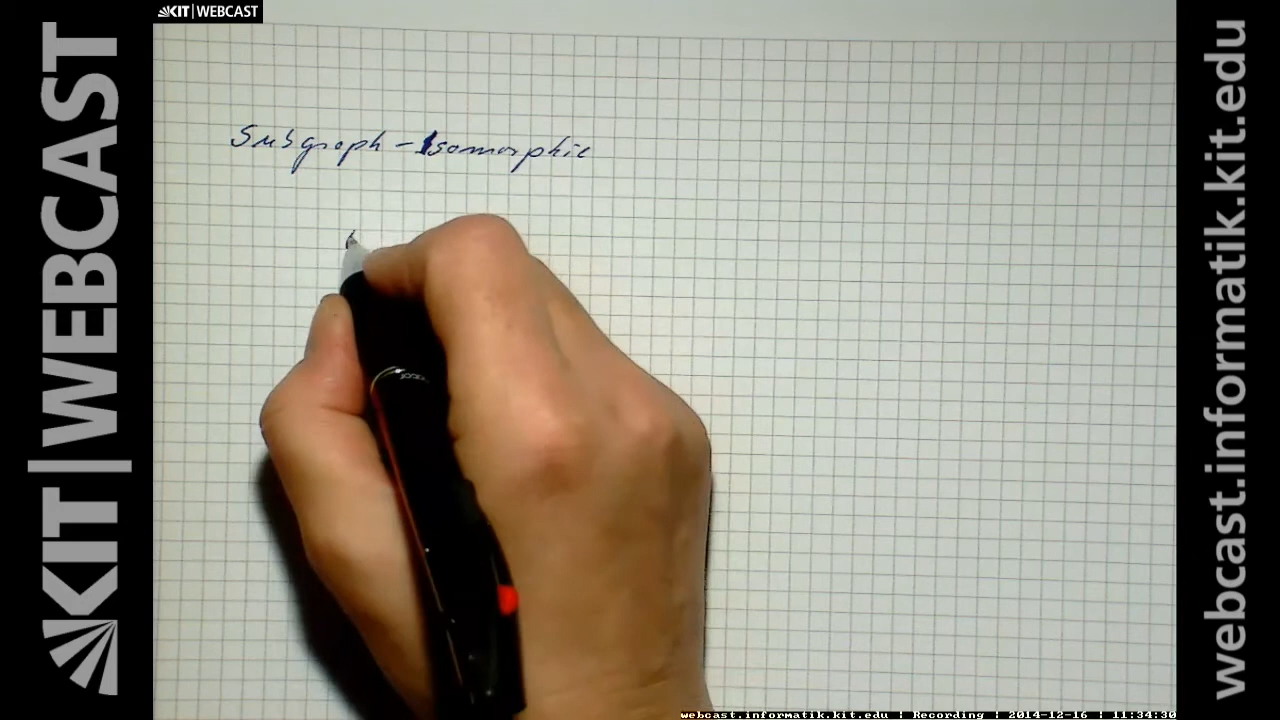 KIT | WEBCAST
KIT | WEBCAST
Subgraph - Isomorphie
webcast.informatik.kit.edu
webcast.informatik.kit.edu | Recording | 2014-12-16 | 11:34:30